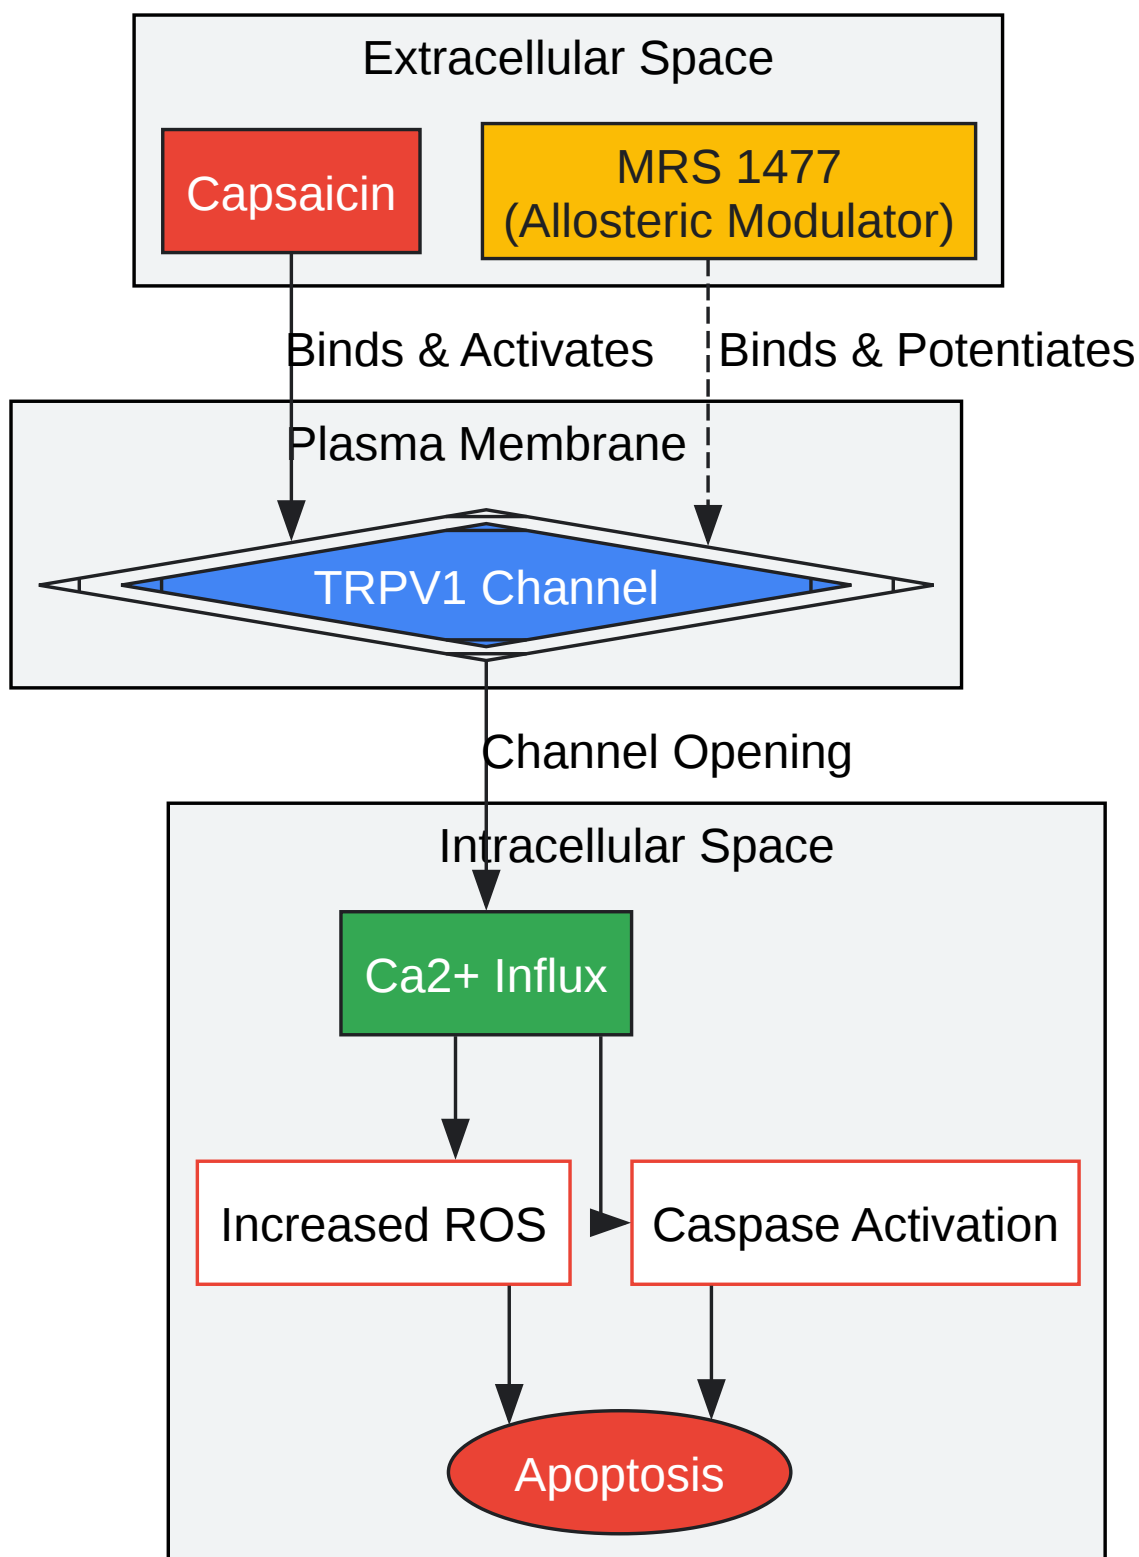 Extracellular Space
Capsaicin
MRS 1477
(Allosteric Modulator)
Binds & Activates
Binds & Potentiates
Plasma Membrane
TRPV1 Channel
Channel Opening
Intracellular Space
Ca2+ Influx
Increased ROS
Caspase Activation
Apoptosis